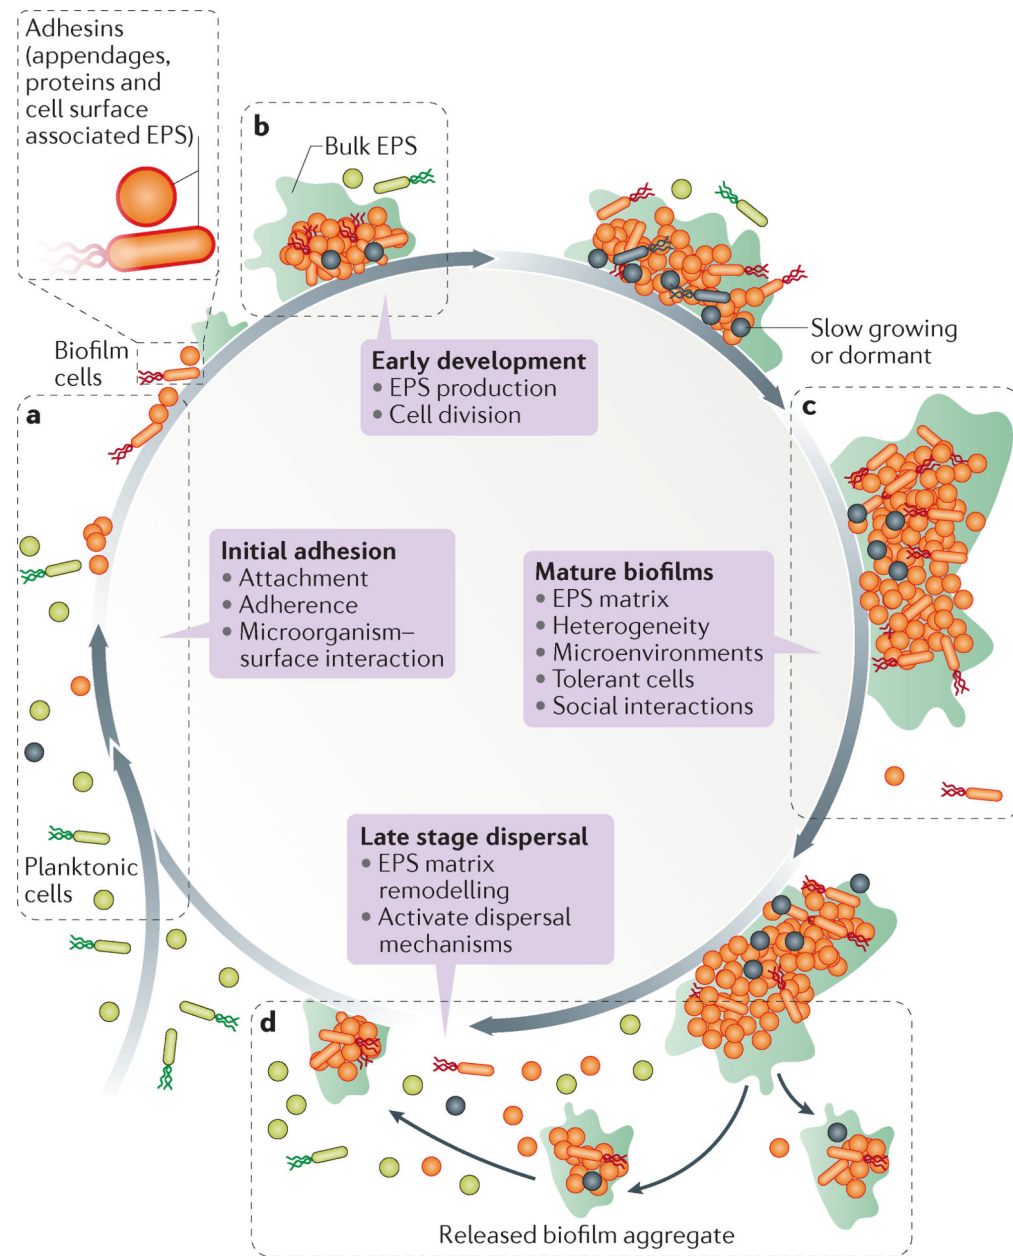 Adhesins
(appendages,
proteins and
cell surface
associated EPS)
b
Bulk EPS
Slow growing
or dormant
Biofilm
cells
Early development
• EPS production
• Cell division
a
c
Initial adhesion
• Attachment
• Adherence
• Microorganism–
surface interaction
Mature biofilms
• EPS matrix
• Heterogeneity
• Microenvironments
• Tolerant cells
• Social interactions
Planktonic
cells
Late stage dispersal
• EPS matrix
remodelling
• Activate dispersal
mechanisms
d
Released biofilm aggregate